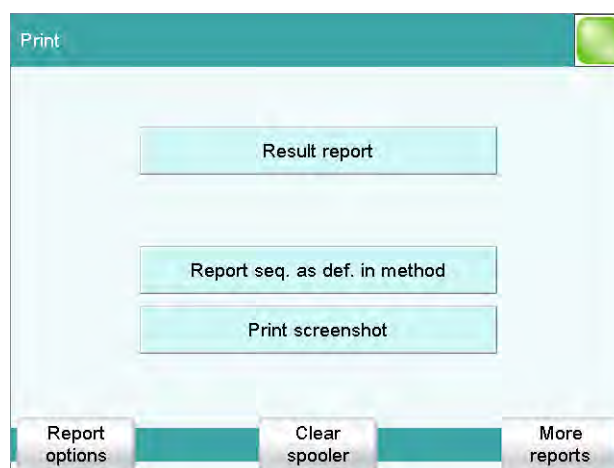 Print
Result report
Report seq. as def. in method
Print screenshot
Report
options
Clear
spooler
More
reports